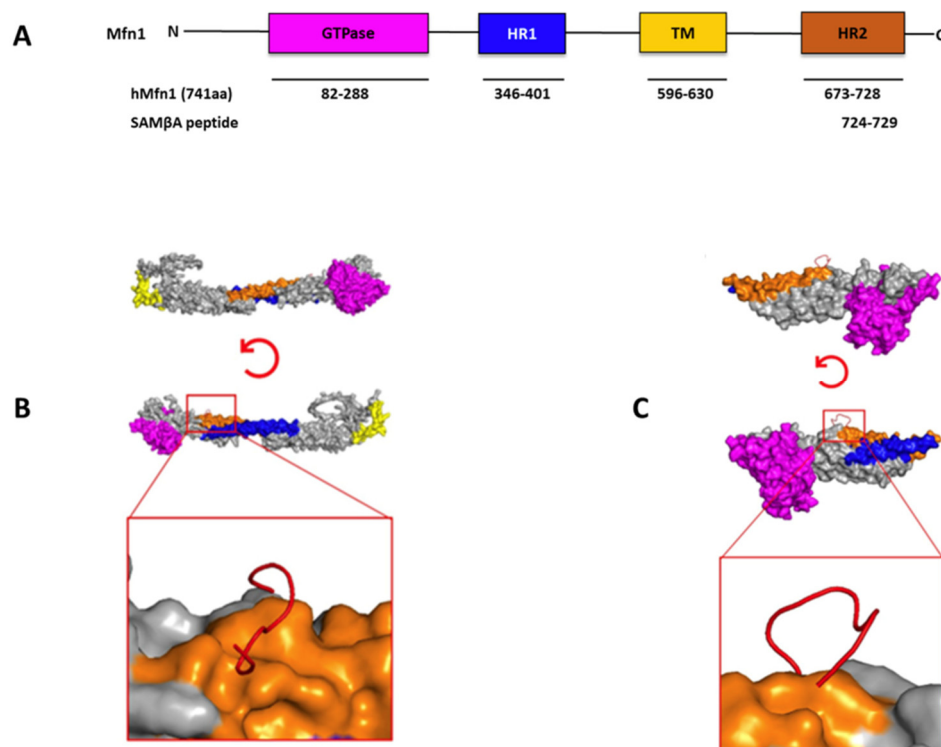 A
Mfn1 N GTPase HR1 TM HR2 C
hMfn1 (741aa) 82-288 346-401 596-630 673-728
SAMβA peptide 724-729
B
C